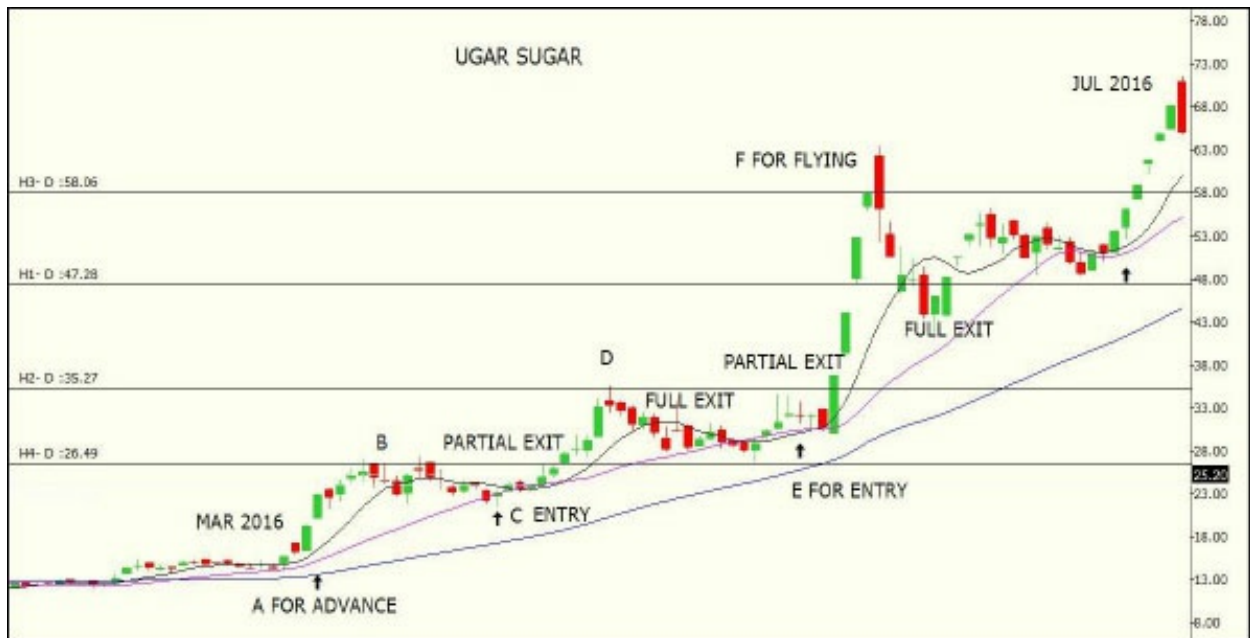 UGAR SUGAR
78.00
73.00
JUL 2016
68.00
F FOR FLYING
63.00
H3- D :58.06
58.00
53.00
H1- D :47.28
48.00
FULL EXIT
43.00
D
PARTIAL EXIT
38.00
H2- D :35.27
FULL EXIT
33.00
B
PARTIAL EXIT
28.00
H4- D :26.49
25.20
E FOR ENTRY
23.00
MAR 2016
C ENTRY
18.00
13.00
A FOR ADVANCE
8.00